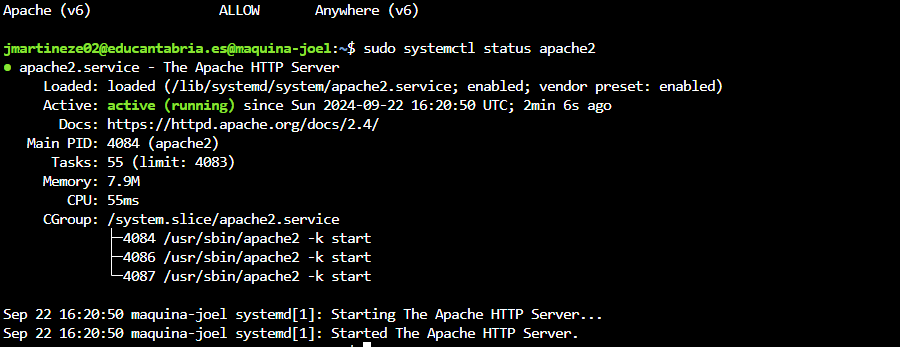 Apache (v6)                ALLOW       Anywhere (v6)
jmartineze02@educantabria.es@maquina-joel:~$ sudo systemctl status apache2
● apache2.service - The Apache HTTP Server
     Loaded: loaded (/lib/systemd/system/apache2.service; enabled; vendor preset: enabled)
     Active: active (running) since Sun 2024-09-22 16:20:50 UTC; 2min 6s ago
       Docs: https://httpd.apache.org/docs/2.4/
   Main PID: 4084 (apache2)
      Tasks: 55 (limit: 4083)
     Memory: 7.9M
        CPU: 55ms
     CGroup: /system.slice/apache2.service
             ├─4084 /usr/sbin/apache2 -k start
             ├─4086 /usr/sbin/apache2 -k start
             └─4087 /usr/sbin/apache2 -k start
Sep 22 16:20:50 maquina-joel systemd[1]: Starting The Apache HTTP Server...
Sep 22 16:20:50 maquina-joel systemd[1]: Started The Apache HTTP Server.